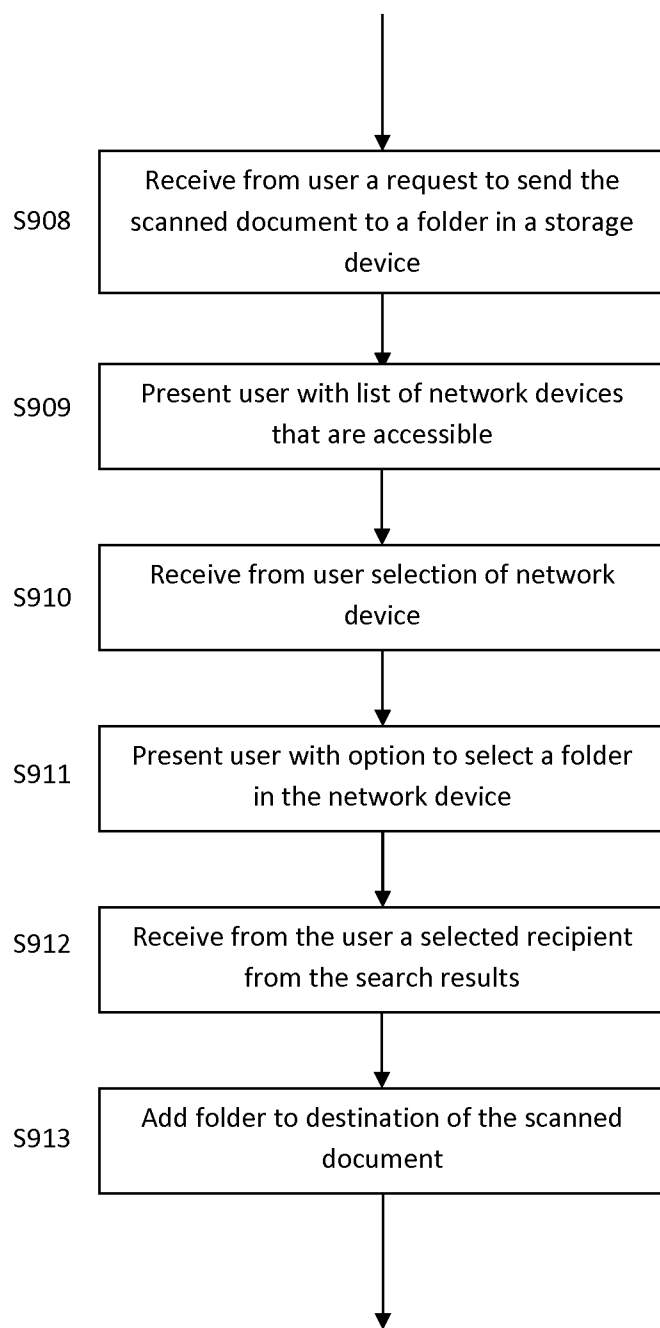 Receive from user a request to send the
S908
scanned document to a folder in a storage
device
S909
Present user with list of network devices
that are accessible
S910
Receive from user selection of network
device
S911
Present user with option to select a folder
in the network device
S912
Receive from the user a selected recipient
from the search results
S913
Add folder to destination of the scanned
document